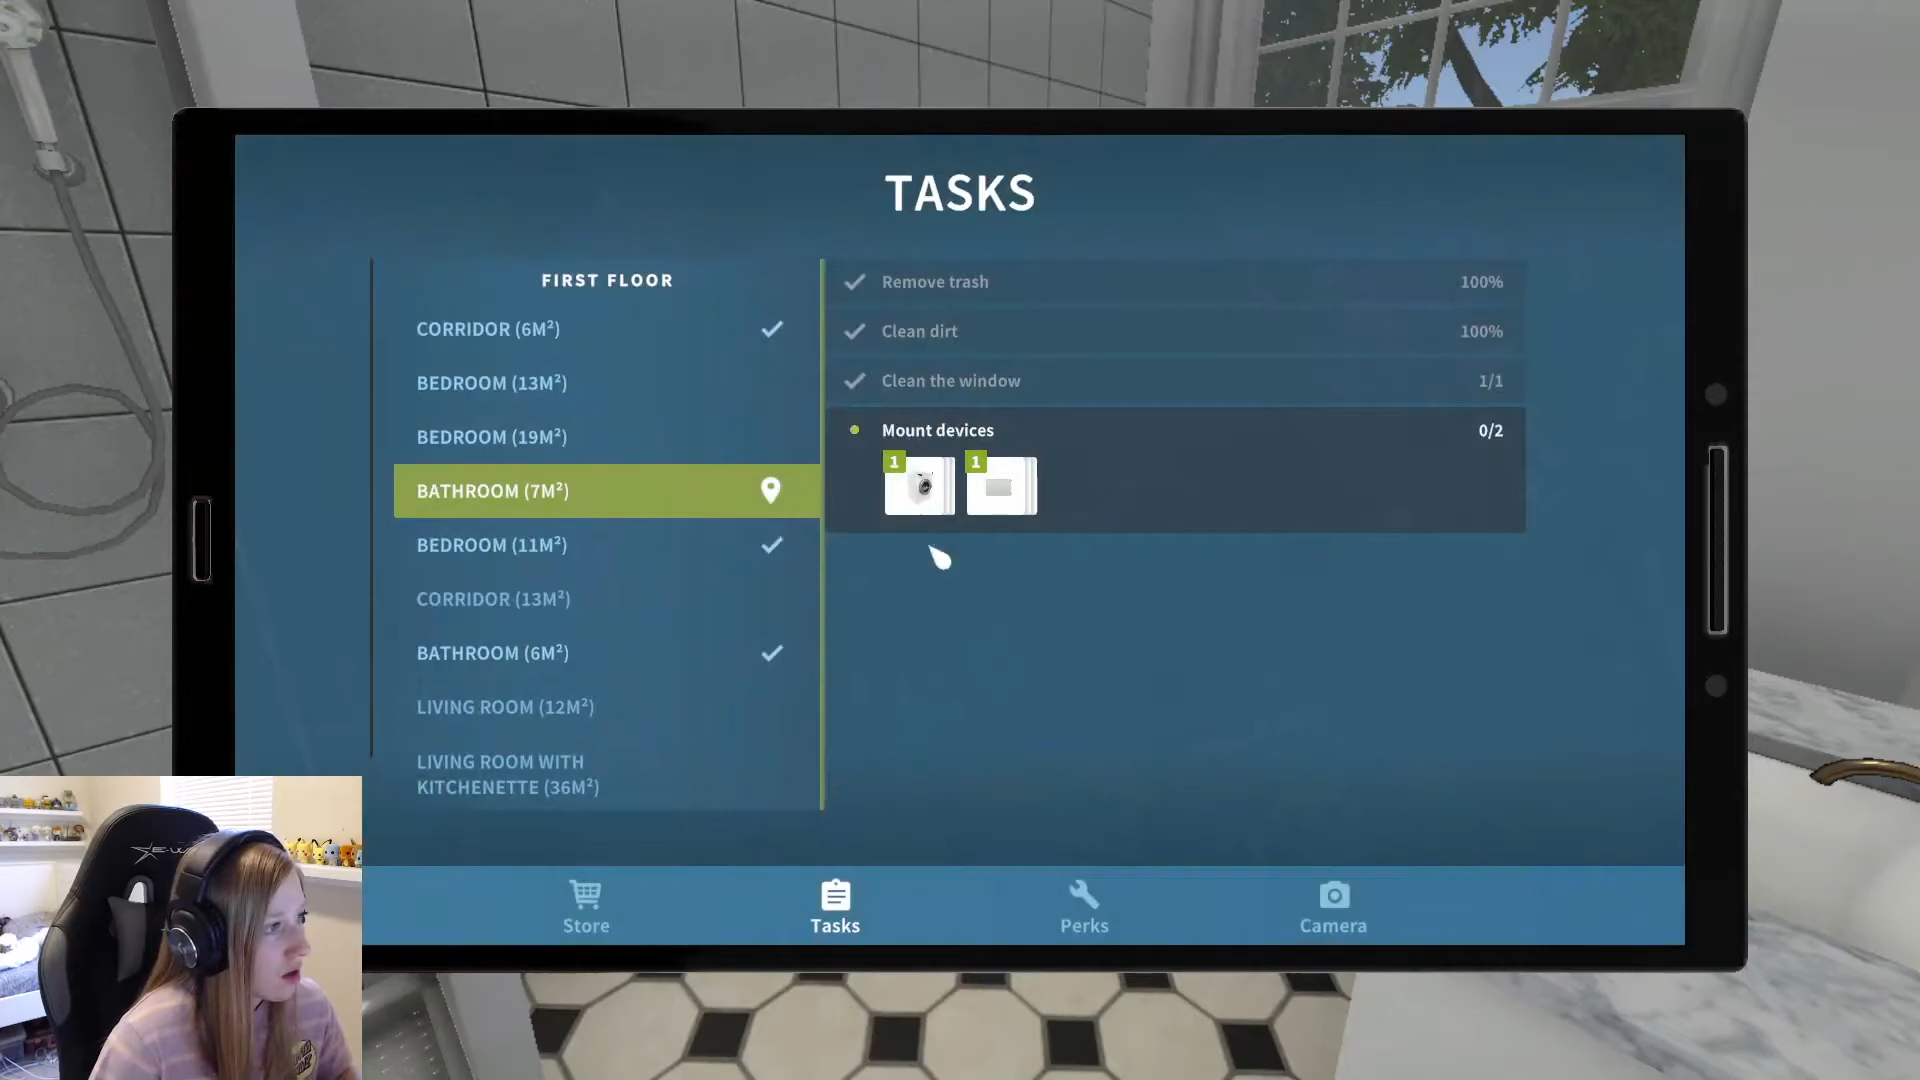 TASKS
FIRST FLOOR
CORRIDOR (6M²)
BEDROOM (13M²)
BEDROOM (19M²)
BATHROOM (7M²)
BEDROOM (11M²)
CORRIDOR (13M²)
BATHROOM (6M²)
LIVING ROOM (12M²)
LIVING ROOM WITH
KITCHENETTE (36M²)
Remove trash 100%
Clean dirt 100%
Clean the window 1/1
Mount devices 0/2
1 1
Store Tasks Perks Camera